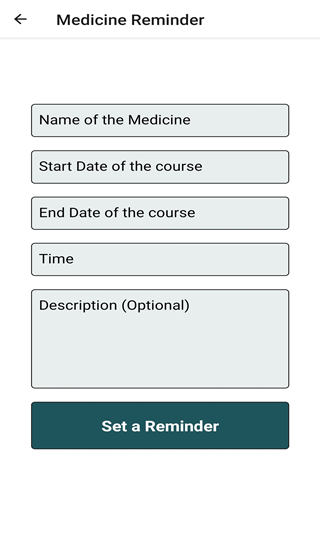 Medicine Reminder
Name of the Medicine
Start Date of the course
End Date of the course
Time
Description (Optional)
Set a Reminder